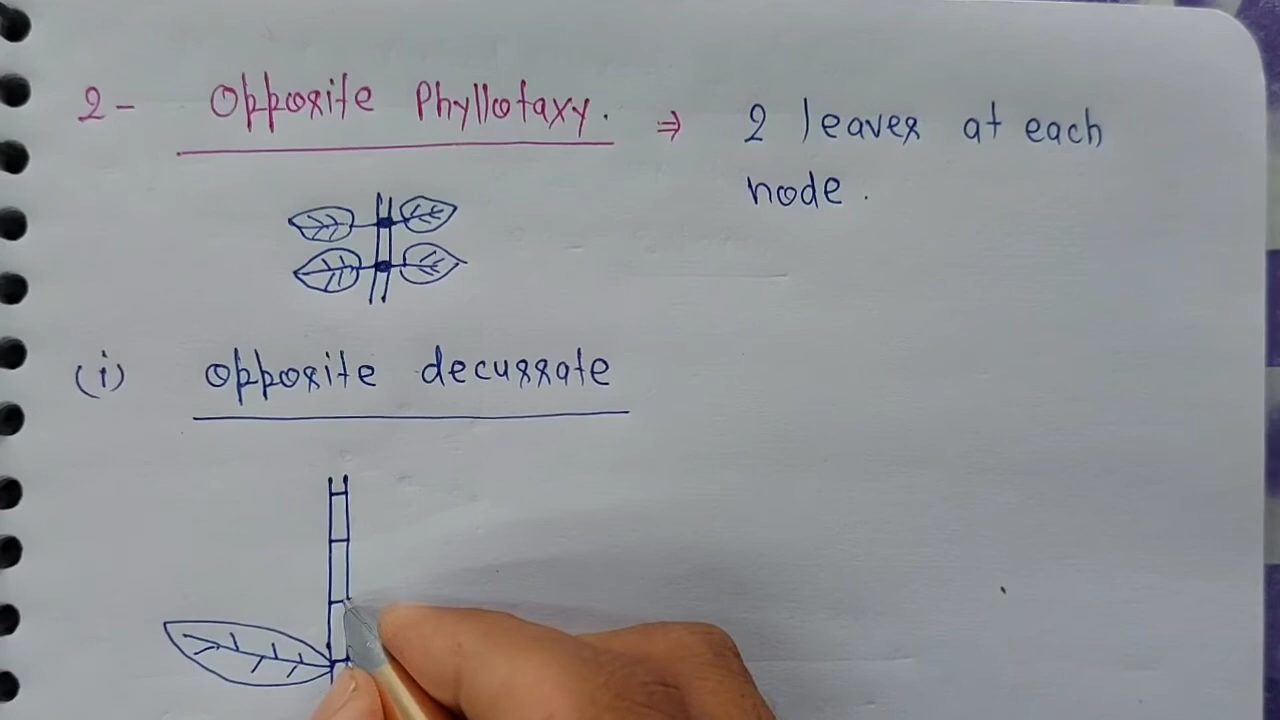 2- Opposite Phyllotaxy. ⇒ 2 leaves at each
node.
(i) opposite decussate